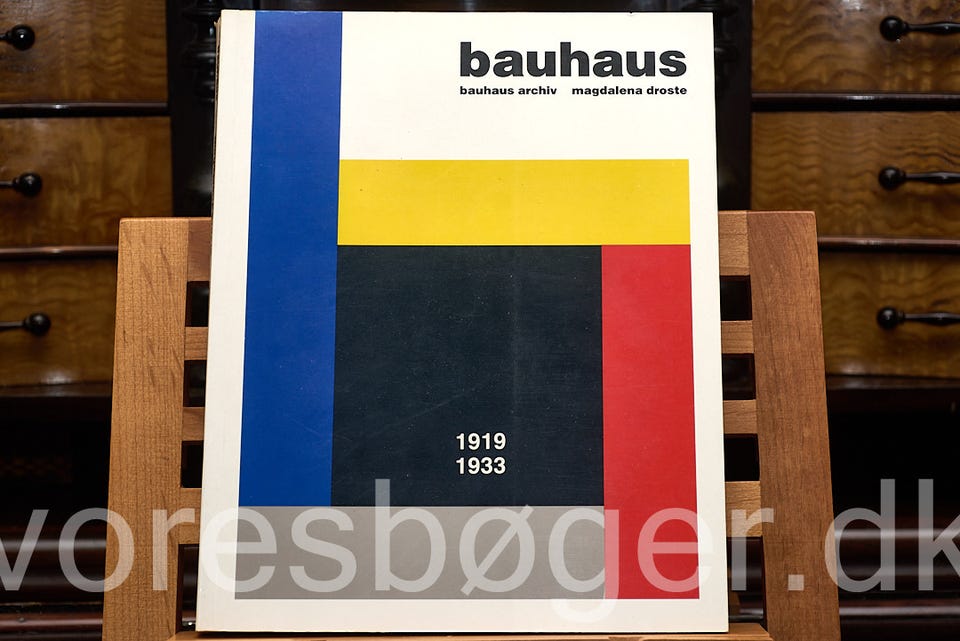 bauhaus
bauhaus archiv magdalena droste
1919
1933
voresbøger.dk